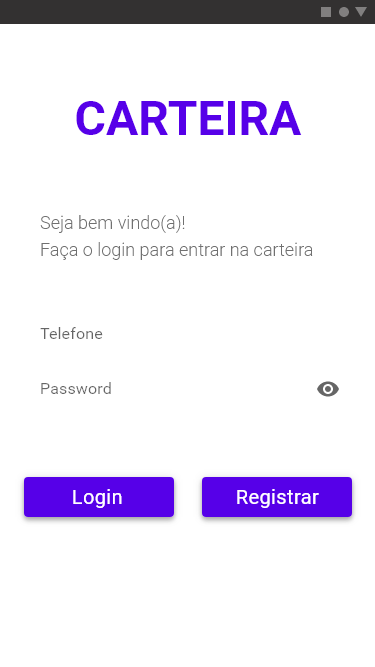 CARTEIRA
Seja bem vindo(a)!
Faça o login para entrar na carteira
Telefone
Password
Login
Registrar